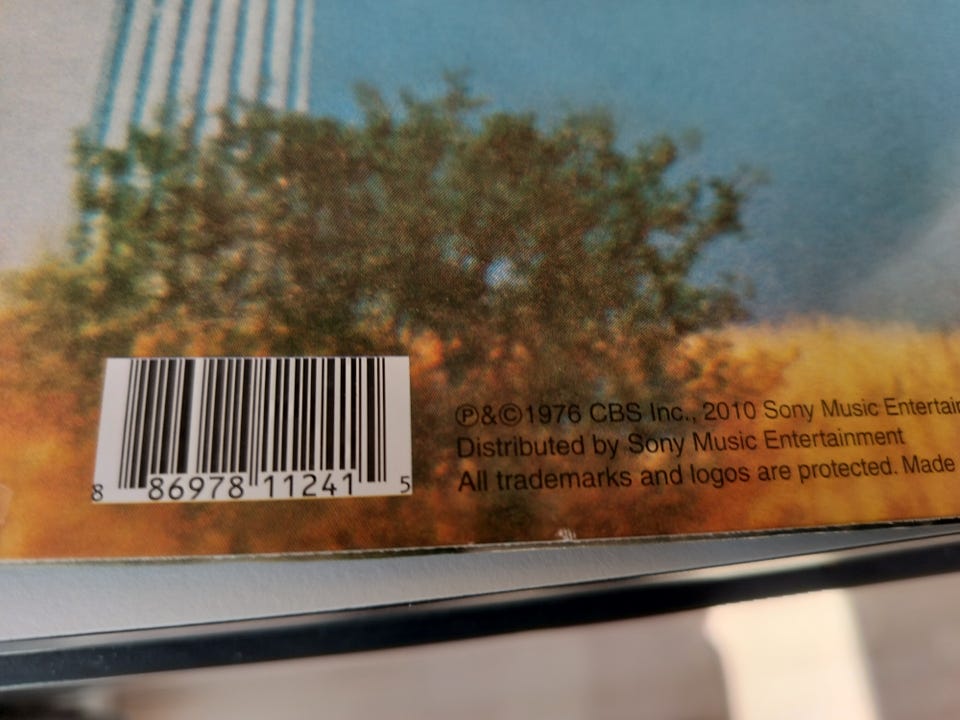 8 86978 11241 5
℗&©1976 CBS Inc., 2010 Sony Music
Distributed by Sony Music Entertainment
All trademarks and logos are protected. Made